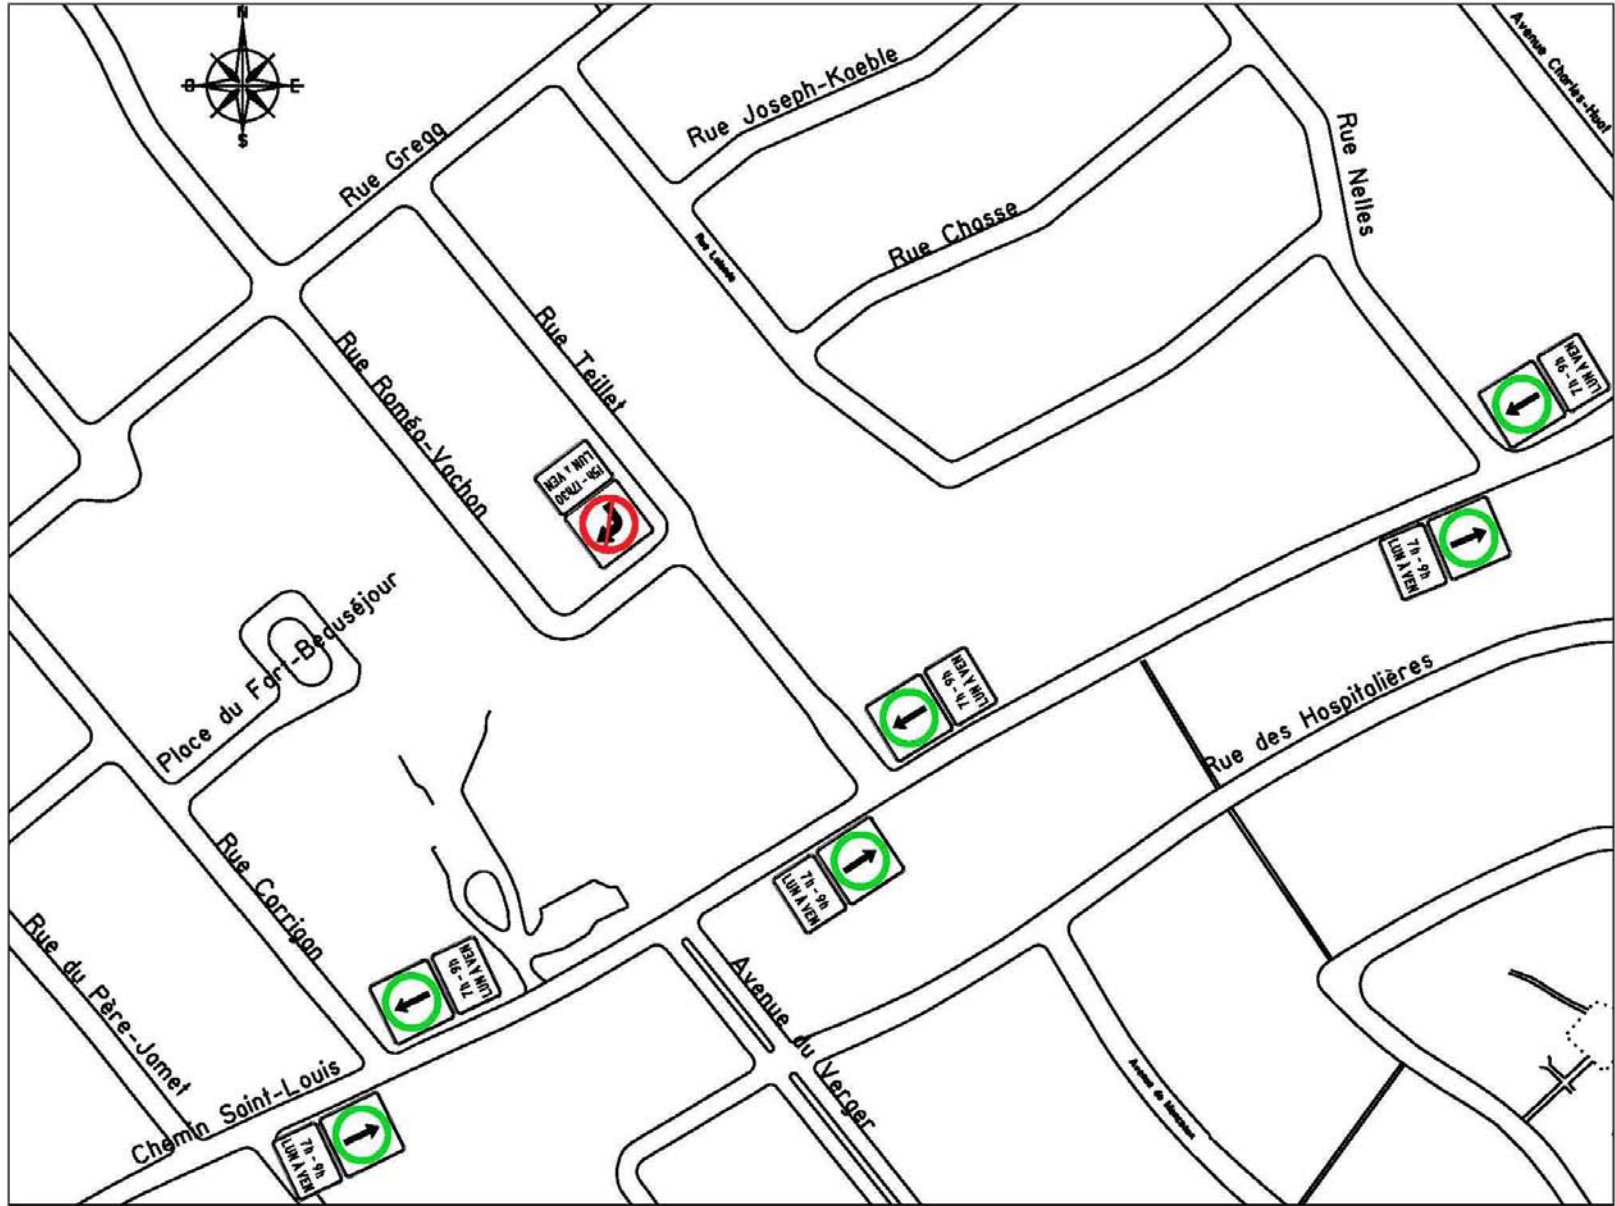 N
O
E
S
Avenue Charles-Huot
Rue Joseph-Kaeble
Rue Gregg
Rue Nelles
Rue Chasse
Rue Lalande
Rue Teillet
Rue Roméo-Vachon
7h - 9h
LUN À VEN
15h - 17h30
LUN À VEN
7h - 9h
LUN À VEN
Place du Fort-Beauséjour
7h - 9h
LUN À VEN
Rue des Hospitalières
7h - 9h
LUN À VEN
Rue Corrigan
7h - 9h
LUN À VEN
Rue du Père-Jamet
Avenue du Verger
Chemin Saint-Louis
7h - 9h
LUN À VEN